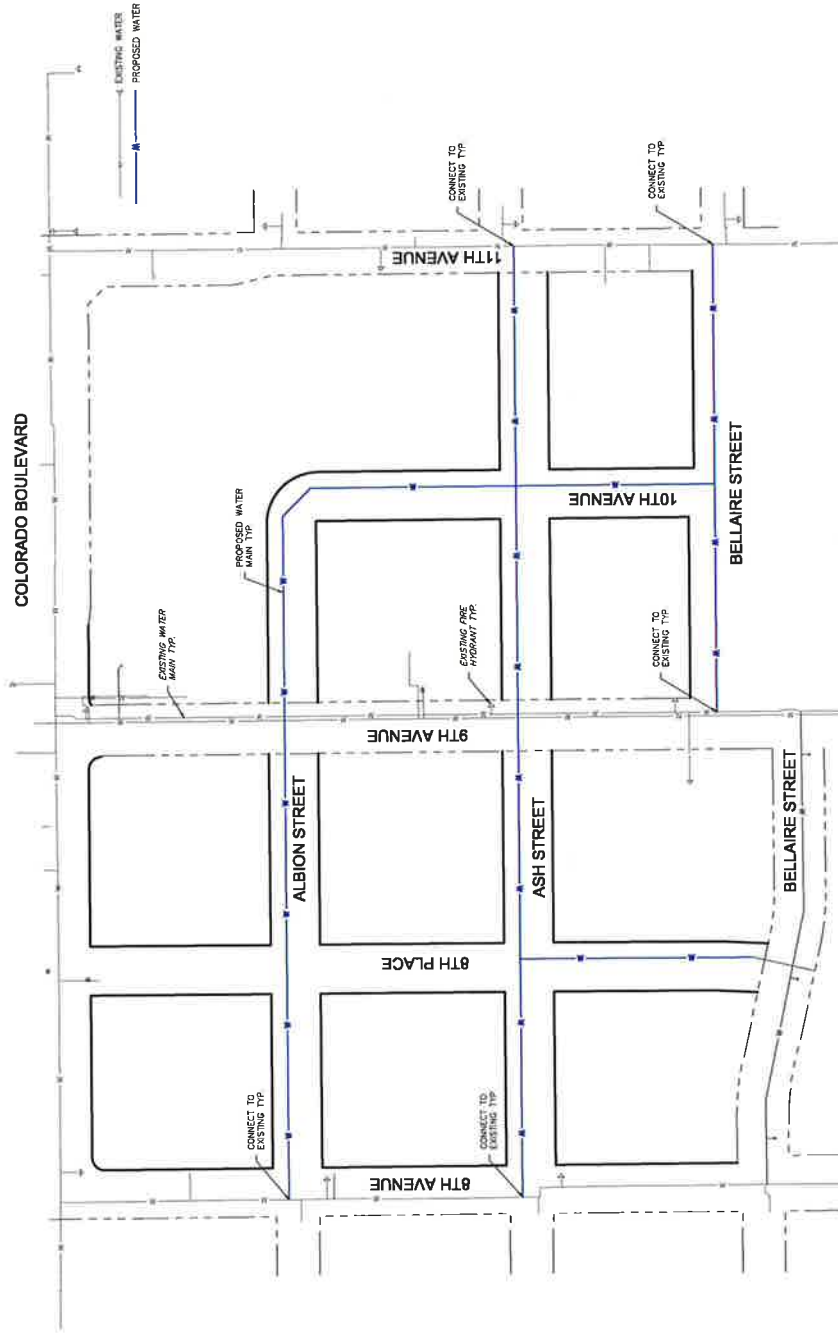 COLORADO BOULEVARD
EXISTING WATER
PROPOSED WATER
W
CONNECT TO
EXISTING TYP.
CONNECT TO
EXISTING TYP.
11TH AVENUE
PROPOSED WATER
MAIN TYP.
10TH AVENUE
BELLAIRE STREET
EXISTING WATER
MAIN TYP.
EXISTING FIRE
HYDRANT TYP.
CONNECT TO
EXISTING TYP.
9TH AVENUE
ALBION STREET
ASH STREET
BELLAIRE STREET
8TH PLACE
CONNECT TO
EXISTING TYP.
CONNECT TO
EXISTING TYP.
8TH AVENUE